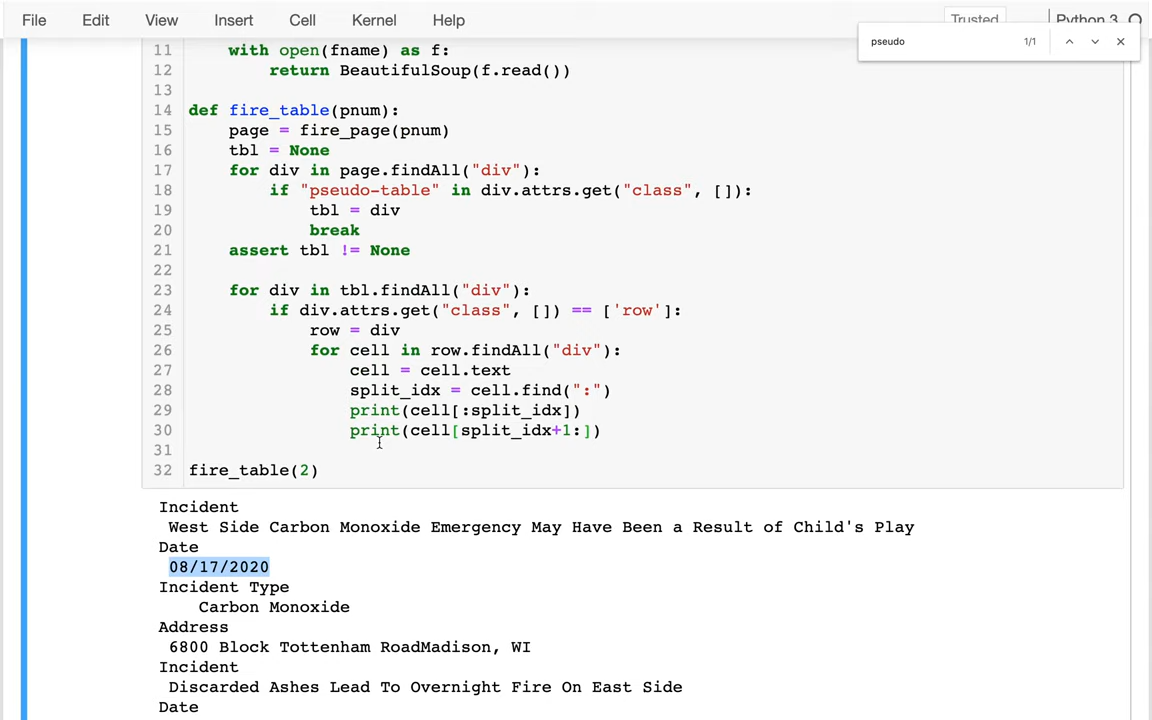 File Edit View Insert Cell Kernel Help Trusted Python 3
pseudo 1/1
11     with open(fname) as f:
12         return BeautifulSoup(f.read())
13
14 def fire_table(pnum):
15     page = fire_page(pnum)
16     tbl = None
17     for div in page.findAll("div"):
18         if "pseudo-table" in div.attrs.get("class", []):
19             tbl = div
20             break
21     assert tbl != None
22
23     for div in tbl.findAll("div"):
24         if div.attrs.get("class", []) == ['row']:
25             row = div
26             for cell in row.findAll("div"):
27                 cell = cell.text
28                 split_idx = cell.find(":")
29                 print(cell[:split_idx])
30                 print(cell[split_idx+1:])
31
32 fire_table(2)
Incident
 West Side Carbon Monoxide Emergency May Have Been a Result of Child's Play
Date
 08/17/2020
Incident Type
    Carbon Monoxide
Address
 6800 Block Tottenham RoadMadison, WI
Incident
 Discarded Ashes Lead To Overnight Fire On East Side
Date